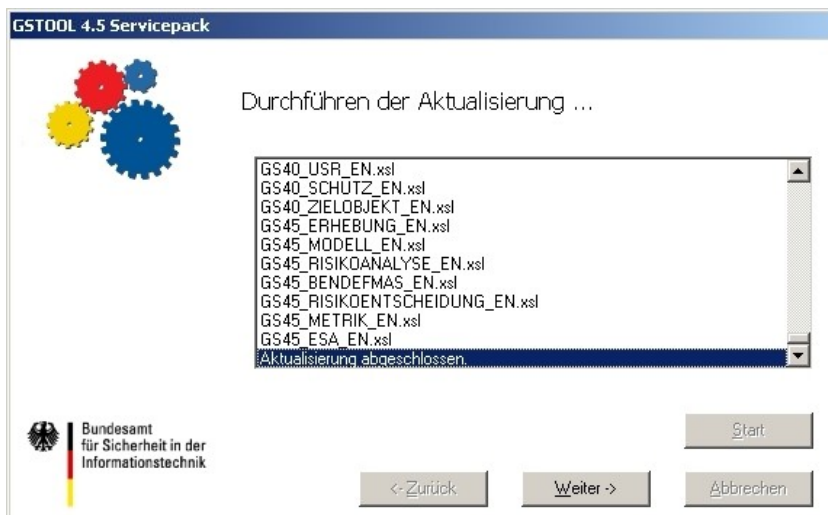 GSTOOL 4.5 Servicepack
Durchführen der Aktualisierung ...
GS40_USR_EN.xsl
GS40_SCHUTZ_EN.xsl
GS40_ZIELOBJEKT_EN.xsl
GS45_ERHEBUNG_EN.xsl
GS45_MODELL_EN.xsl
GS45_RISIKOANALYSE_EN.xsl
GS45_BENDEFMAS_EN.xsl
GS45_RISIKOENTSCHEIDUNG_EN.xsl
GS45_METRIK_EN.xsl
GS45_ESA_EN.xsl
Aktualisierung abgeschlossen.
Bundesamt
für Sicherheit in der
Informationstechnik
Start
<- Zurück
Weiter ->
Abbrechen